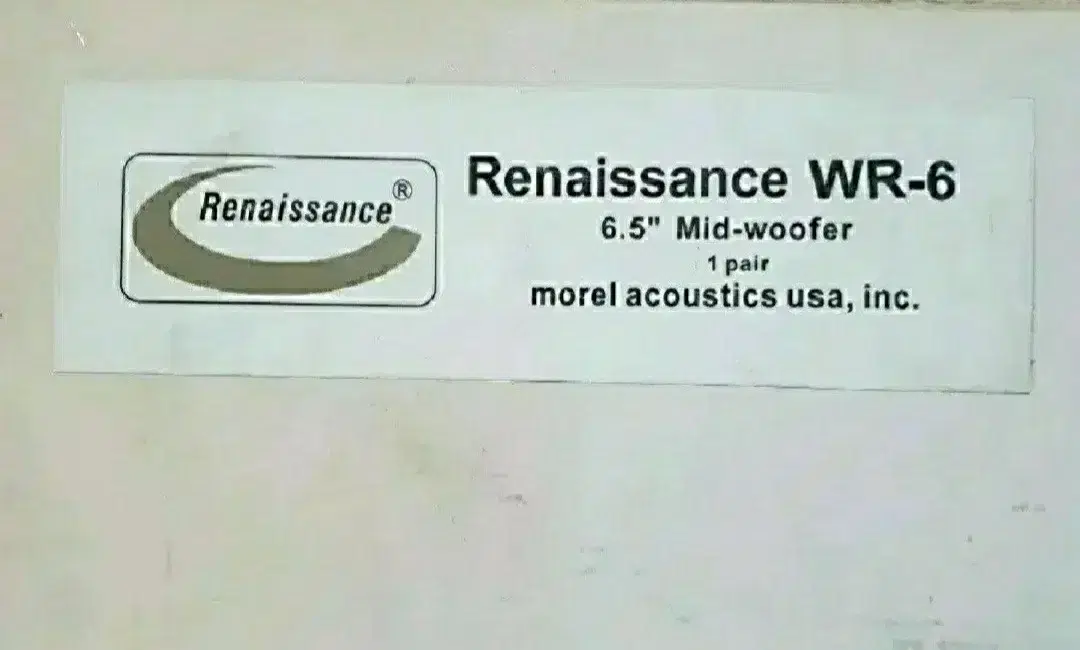 Renaissance®
Renaissance WR-6
6.5" Mid-woofer
1 pair
morel acoustics usa, inc.